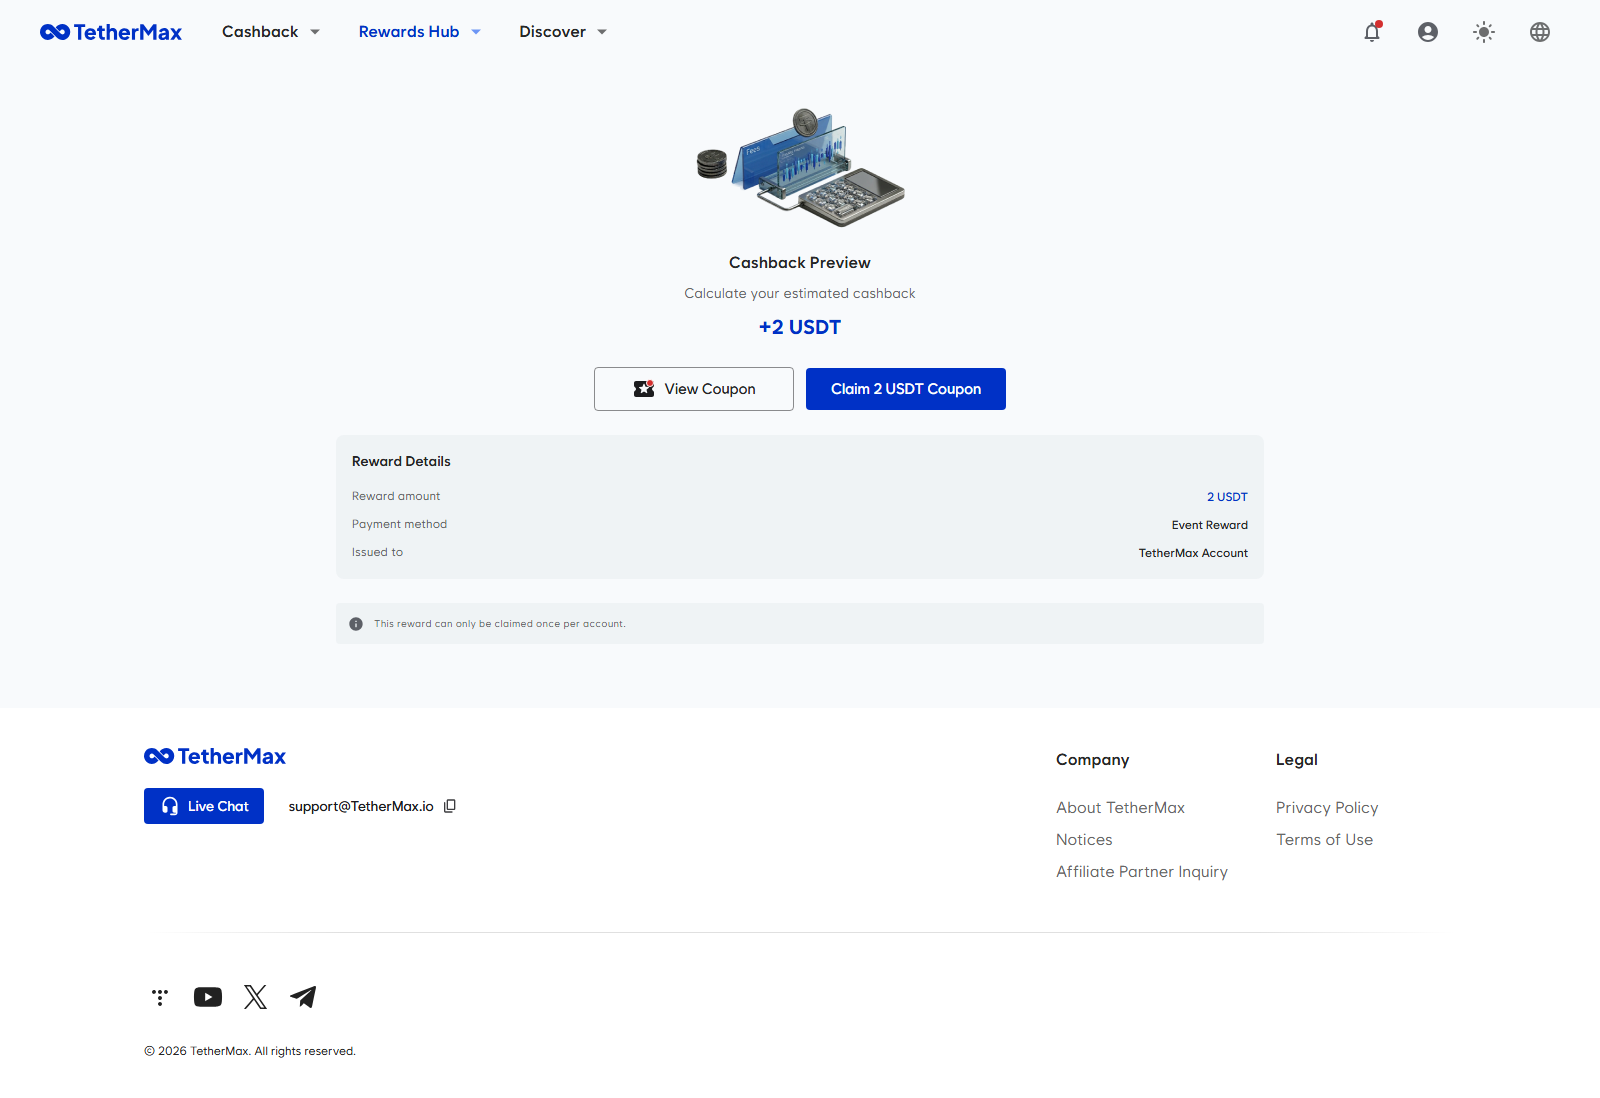 TetherMax
Cashback
Rewards Hub
Discover
Fees
Cashback Preview
Calculate your estimated cashback
+2 USDT
View Coupon
Claim 2 USDT Coupon
Reward Details
Reward amount
2 USDT
Payment method
Event Reward
Issued to
TetherMax Account
This reward can only be claimed once per account.
TetherMax
Live Chat
support@TetherMax.io
Company
About TetherMax
Notices
Affiliate Partner Inquiry
Legal
Privacy Policy
Terms of Use
© 2026 TetherMax. All rights reserved.